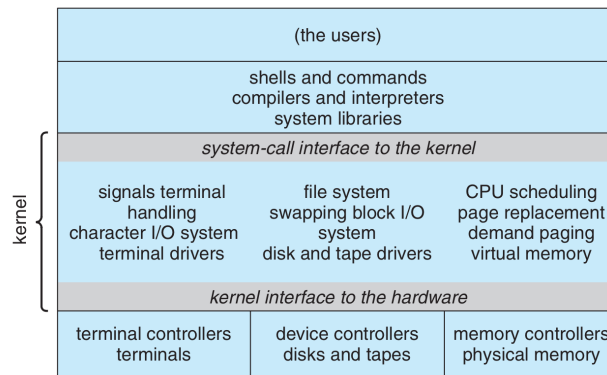 (the users)
shells and commands
compilers and interpreters
system libraries
system-call interface to the kernel
kernel
signals terminal
handling
character I/O system
terminal drivers
file system
swapping block I/O
system
disk and tape drivers
CPU scheduling
page replacement
demand paging
virtual memory
kernel interface to the hardware
terminal controllers
terminals
device controllers
disks and tapes
memory controllers
physical memory